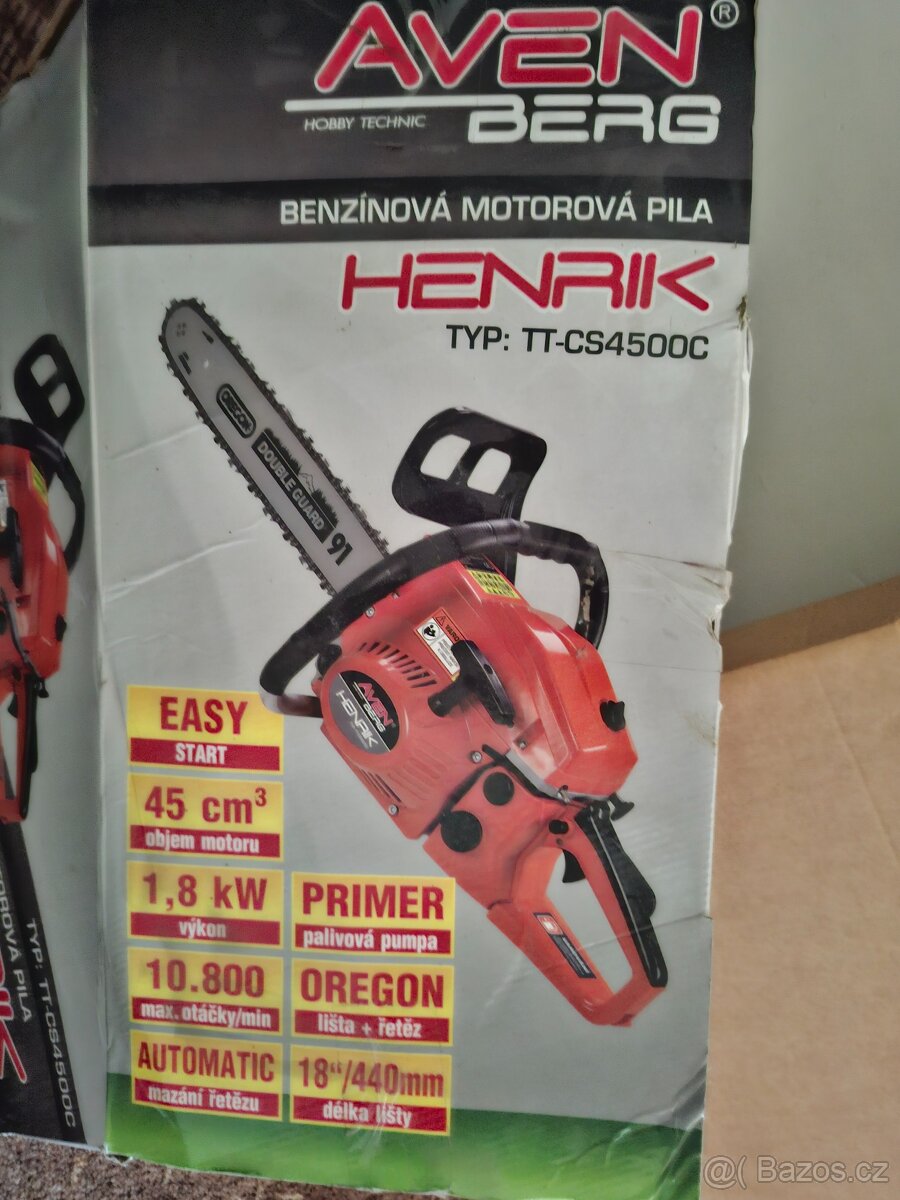 AVEN®
HOBBY TECHNIC BERG
BENZÍNOVÁ MOTOROVÁ PILA
HENRIK
TYP: TT-CS4500C
OREGON
DOUBLE GUARD
91
AVEN
BERG
HENRIK
EASY
START
45 cm³
objem motoru
1,8 kW
výkon
10.800
max. otáčky/min
AUTOMATIC
mazání řetězu
PRIMER
palivová pumpa
OREGON
lišta + řetěz
18"/440mm
délka lišty
TYP: TT-CS4500C
@( Bazos.cz